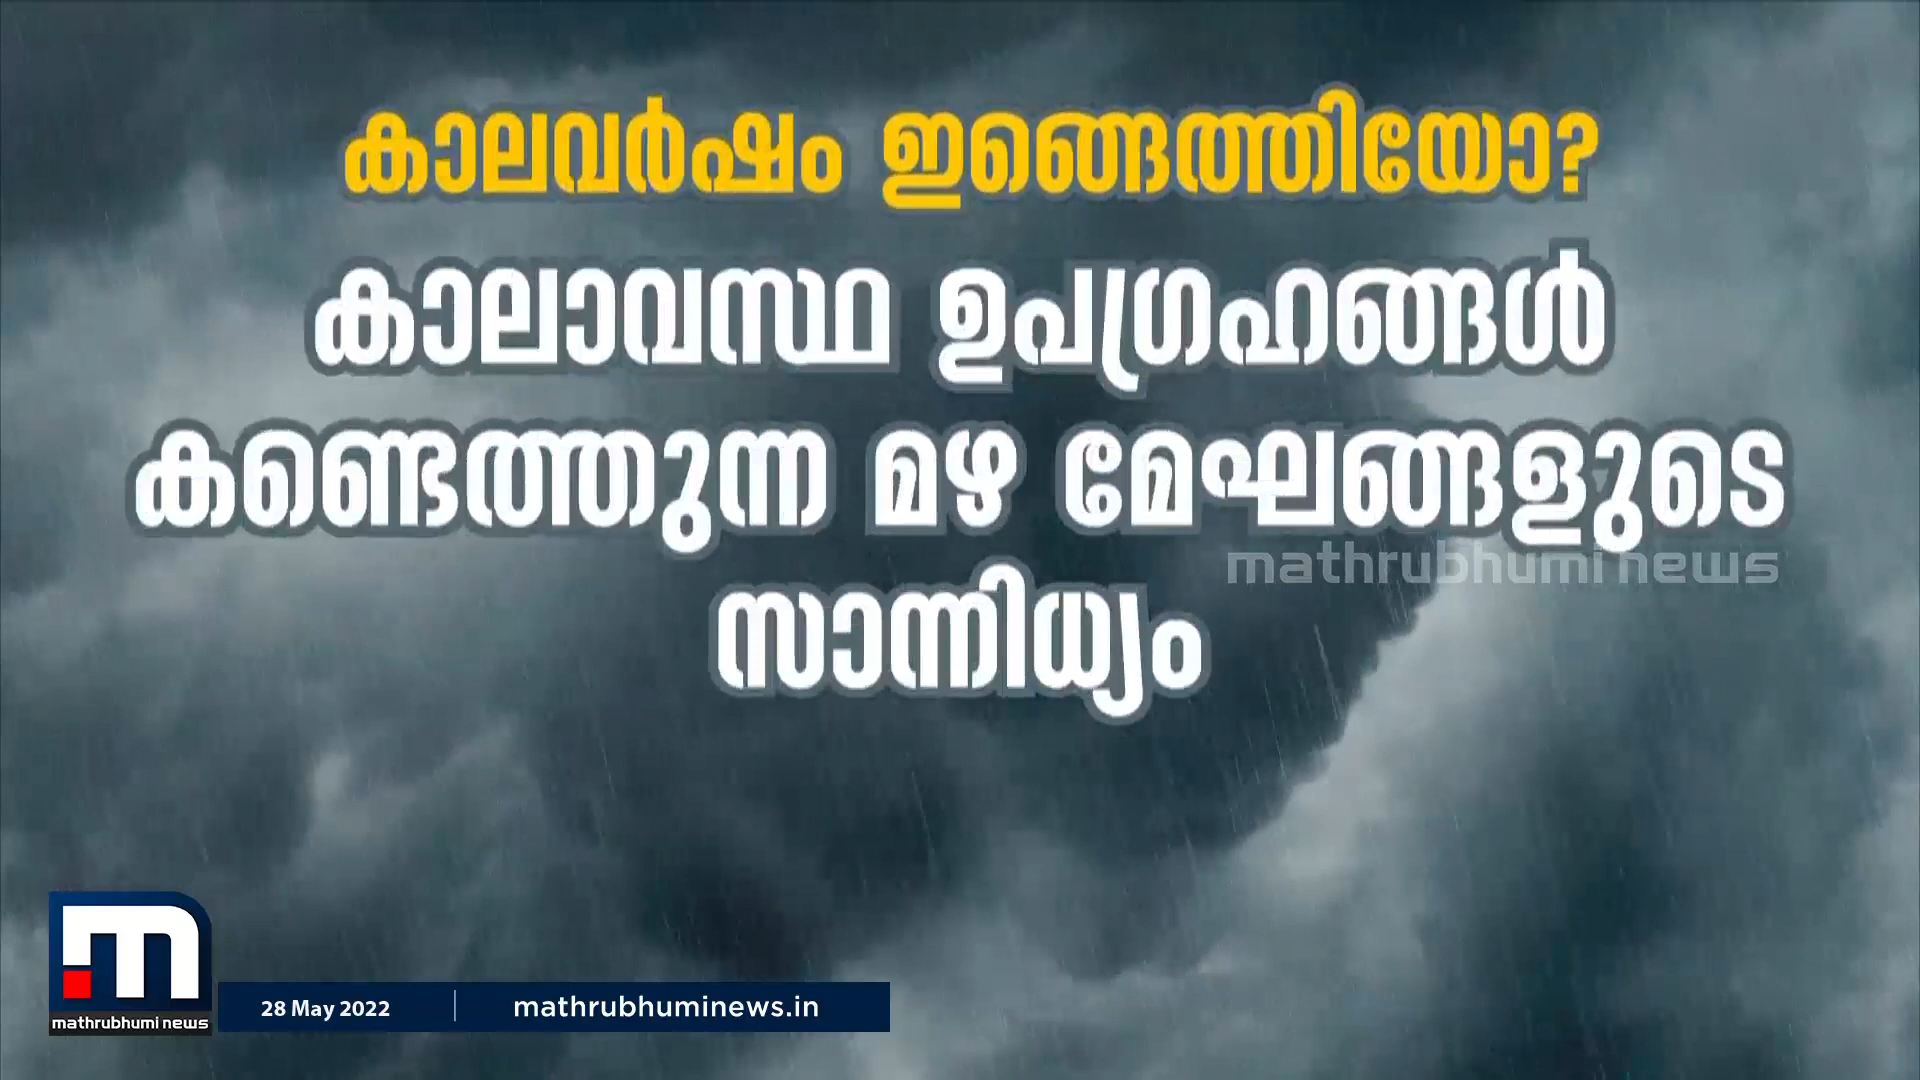 കാലവർഷം ഇങ്ങെത്തിയോ?
കാലാവസ്ഥ ഉപഗ്രഹങ്ങൾ
കണ്ടെത്തുന്ന മഴ മേഘങ്ങളുടെ
mathrubhumi news
സാന്നിധ്യം
28 May 2022 | mathrubhuminews.in
mathrubhumi news